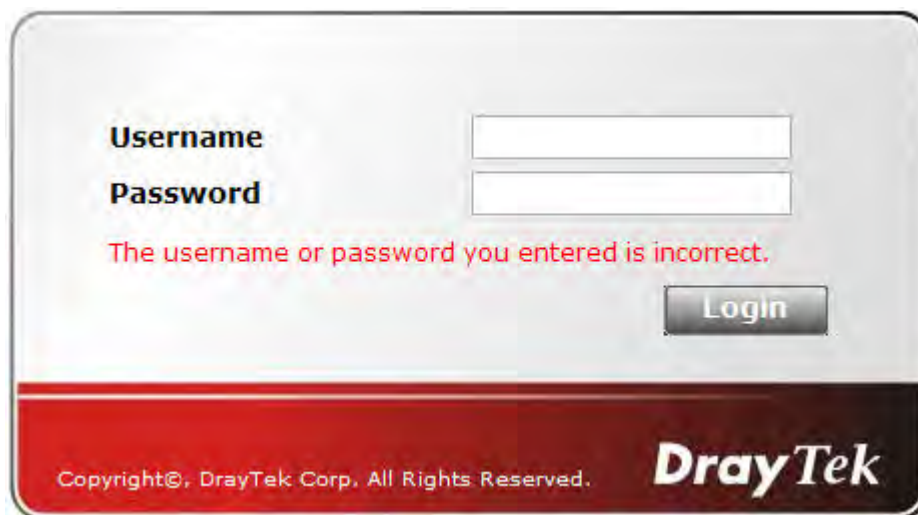 Username
Password
The username or password you entered is incorrect.
Login
Copyright©, DrayTek Corp. All Rights Reserved.
DrayTek